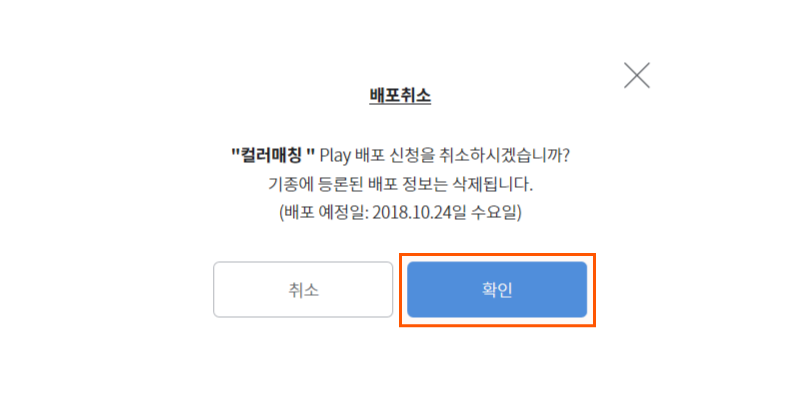 배포취소
"컬러매칭 " Play 배포 신청을 취소하시겠습니까?
기종에 등론된 배포 정보는 삭제됩니다.
(배포 예정일: 2018.10.24일 수요일)
취소
확인